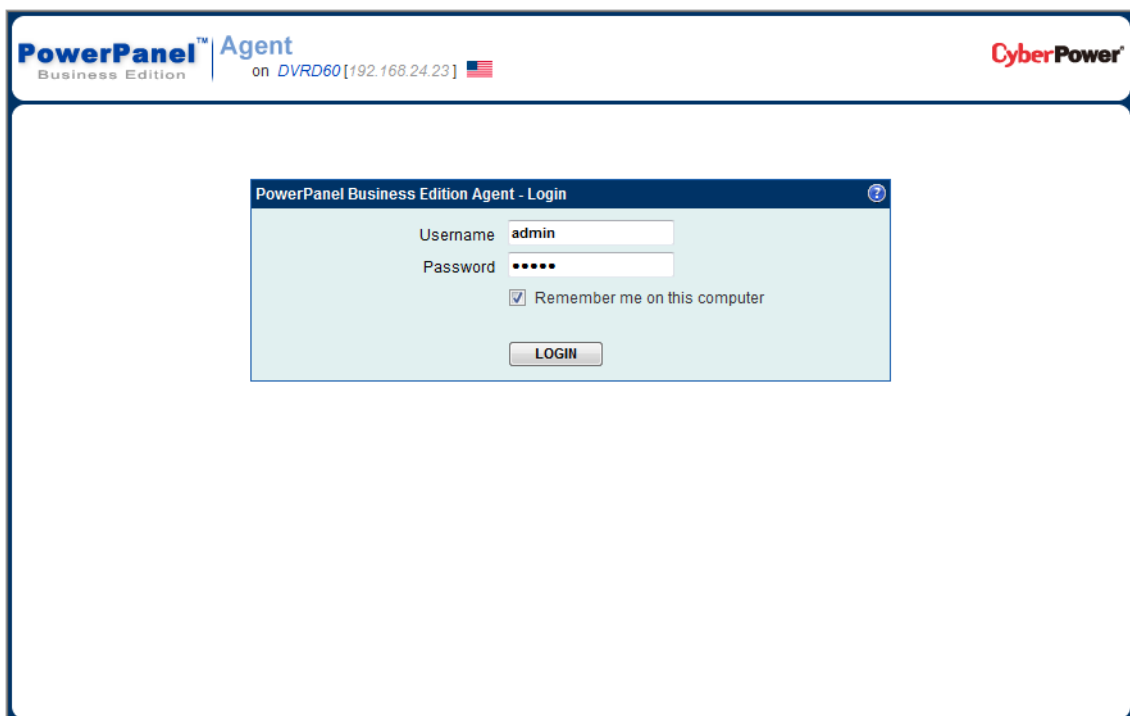 PowerPanel™ Agent
Business Edition
on DVRD60 [192.168.24.23]
CyberPower®
PowerPanel Business Edition Agent - Login ?
Username admin
Password •••••
Remember me on this computer
LOGIN